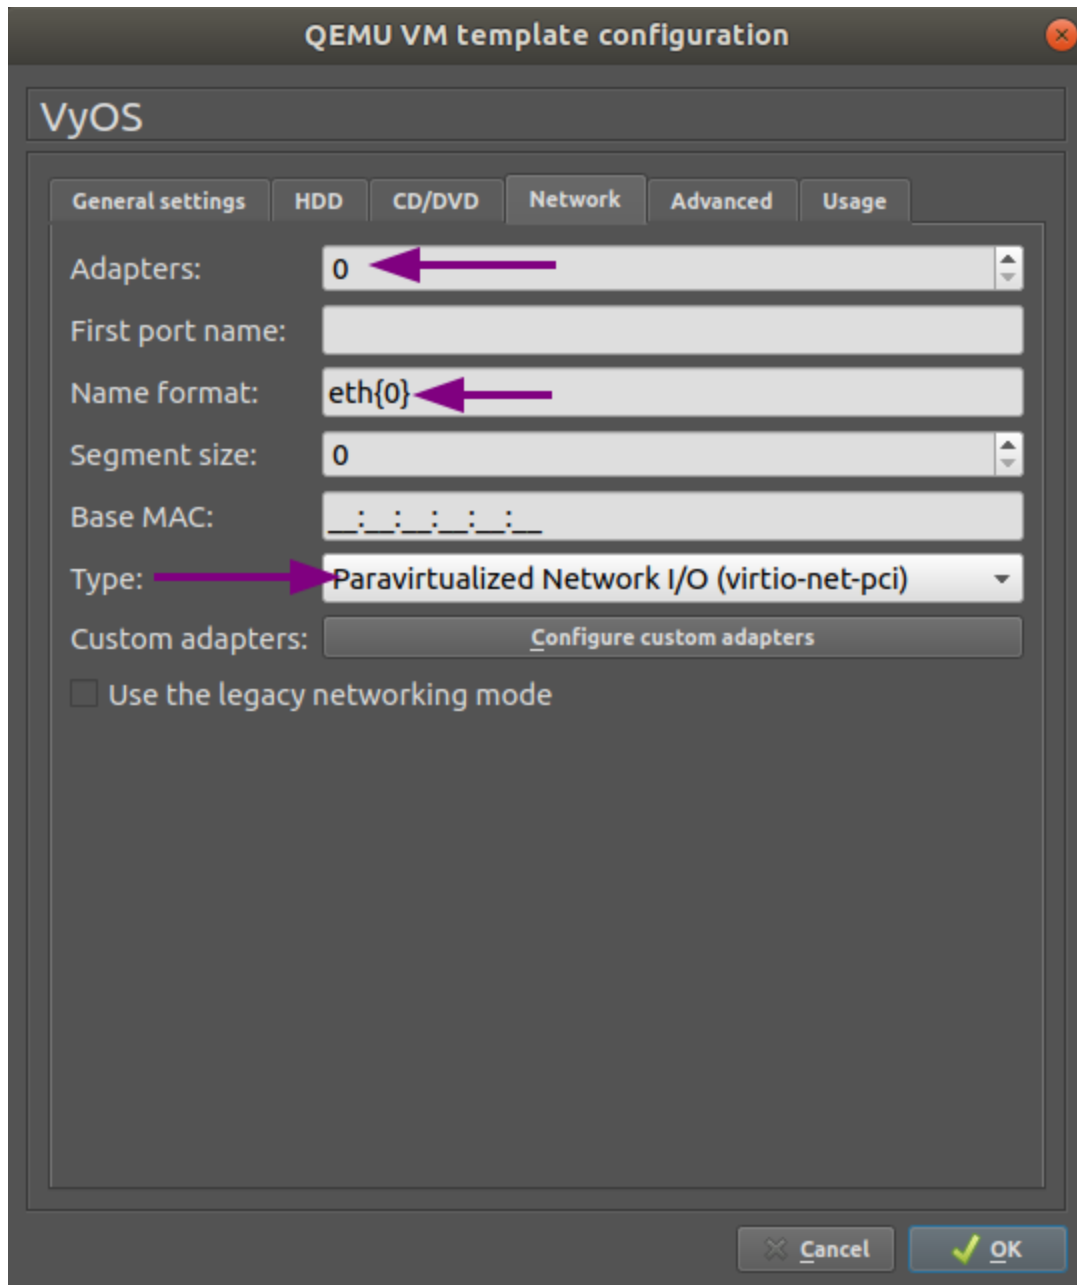 QEMU VM template configuration
VyOS
General settings HDD CD/DVD Network Advanced Usage
Adapters: 0
First port name:
Name format: eth{0}
Segment size: 0
Base MAC: __:__:__:__:__:__
Type: Paravirtualized Network I/O (virtio-net-pci)
Custom adapters: Configure custom adapters
Use the legacy networking mode
Cancel OK